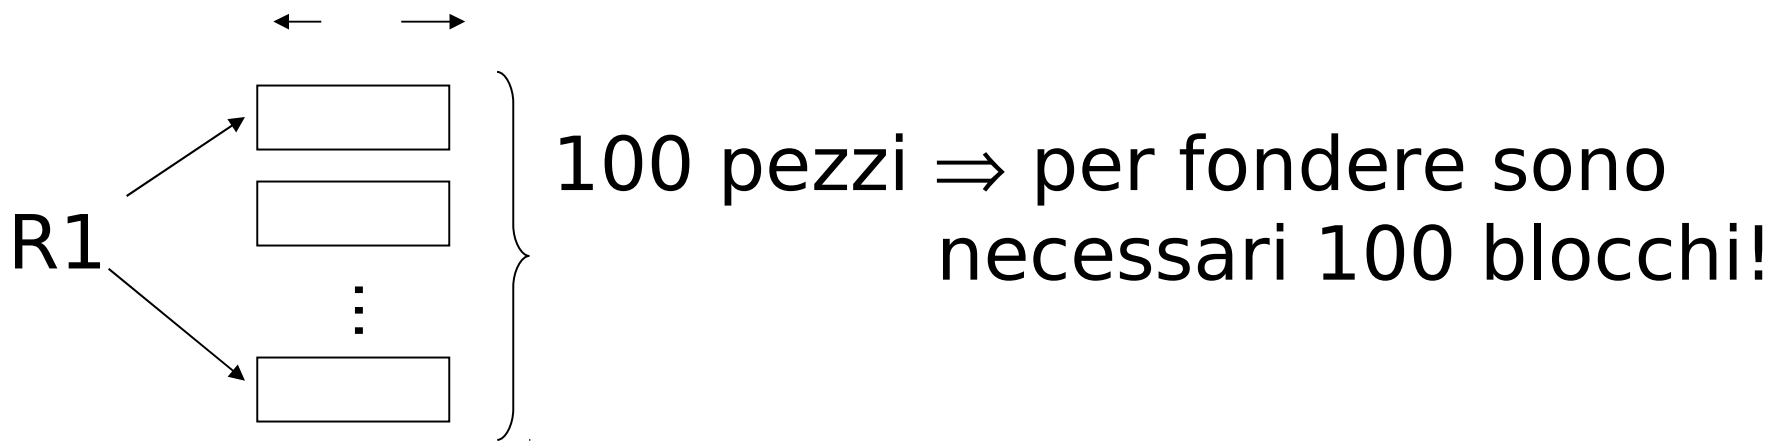 R1
100 pezzi ⇒ per fondere sono
necessari 100 blocchi!